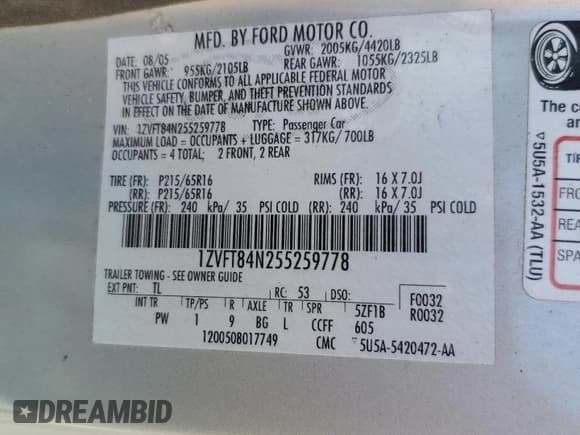 MFD. BY FORD MOTOR CO.
DATE: 08/05 GVWR: 2005KG/4420LB
FRONT GAWR: 955KG/2105LB REAR GAWR: 1055KG/2325LB
THIS VEHICLE CONFORMS TO ALL APPLICABLE FEDERAL MOTOR
VEHICLE SAFETY, BUMPER, AND THEFT PREVENTION STANDARDS
IN EFFECT ON THE DATE OF MANUFACTURE SHOWN ABOVE.
VIN: 1ZVFT84N255259778 TYPE: Passenger Car
MAXIMUM LOAD = OCCUPANTS + LUGGAGE = 317KG/ 700LB
OCCUPANTS = 4 TOTAL; 2 FRONT, 2 REAR
TIRE (FR): P215/65R16 RIMS (FR): 16 X 7.0J
(RR): P215/65R16 (RR): 16 X 7.0J
PRESSURE (FR): 240 kPa/ 35 PSI COLD (RR): 240 kPa/ 35 PSI COLD
1ZVFT84N255259778
TRAILER TOWING - SEE OWNER GUIDE
EXT PNT: TL RC: 53 DSO: F0032
INT TR TP/PS R AXLE TR SPR 5ZF1B R0032
PW 1 9 BG L CCFF 605
1200508017749 CMC ▽5U5A-5420472-AA
▽5U5A-1532-AA (TLU)
The co
an
TIR
FRO
REA
SPA
DREAMBID